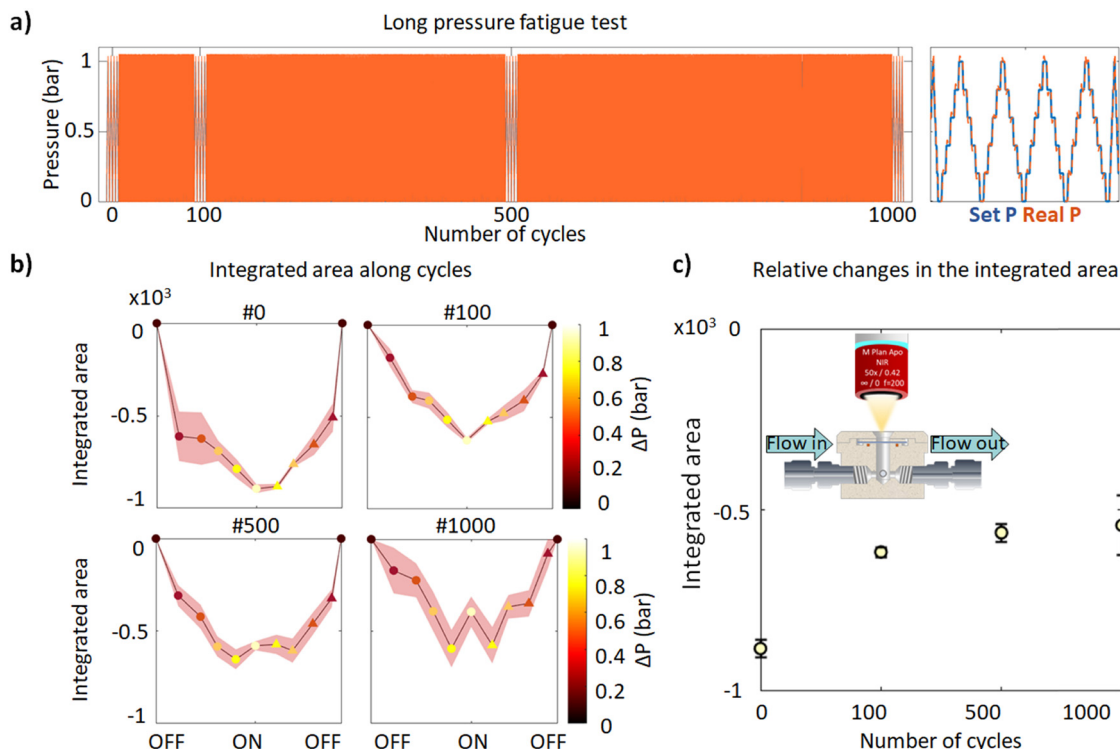 a)
Long pressure fatigue test
Pressure (bar)
1
0.5
0
0
100
500
1000
Number of cycles
Set P Real P
b)
Integrated area along cycles
x10³
#0
#100
0
-0.5
-1
Integrated area
1
0.8
0.6
0.4
0.2
0
ΔP (bar)
#500
#1000
0
-0.5
-1
Integrated area
1
0.8
0.6
0.4
0.2
0
ΔP (bar)
OFF ON OFF
OFF ON OFF
c)
Relative changes in the integrated area
x10³
0
-0.5
-1
Integrated area
M Plan Apo
NIR
50x / 0.42
∞ / 0 f=200
Flow in
Flow out
0
100
500
1000
Number of cycles